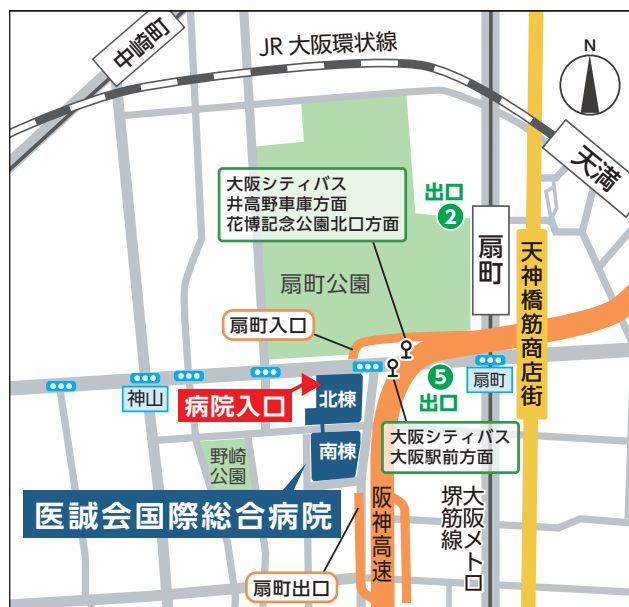 中崎町
JR 大阪環状線
N
天満
大阪シティバス
井高野車庫方面
花博記念公園北口方面
出口
2
扇町
天神橋筋商店街
扇町公園
扇町入口
神山
病院入口
北棟
5
出口
扇町
南棟
大阪シティバス
大阪駅前方面
野崎
公園
医誠会国際総合病院
阪神高速
大阪メトロ
堺筋線
扇町出口